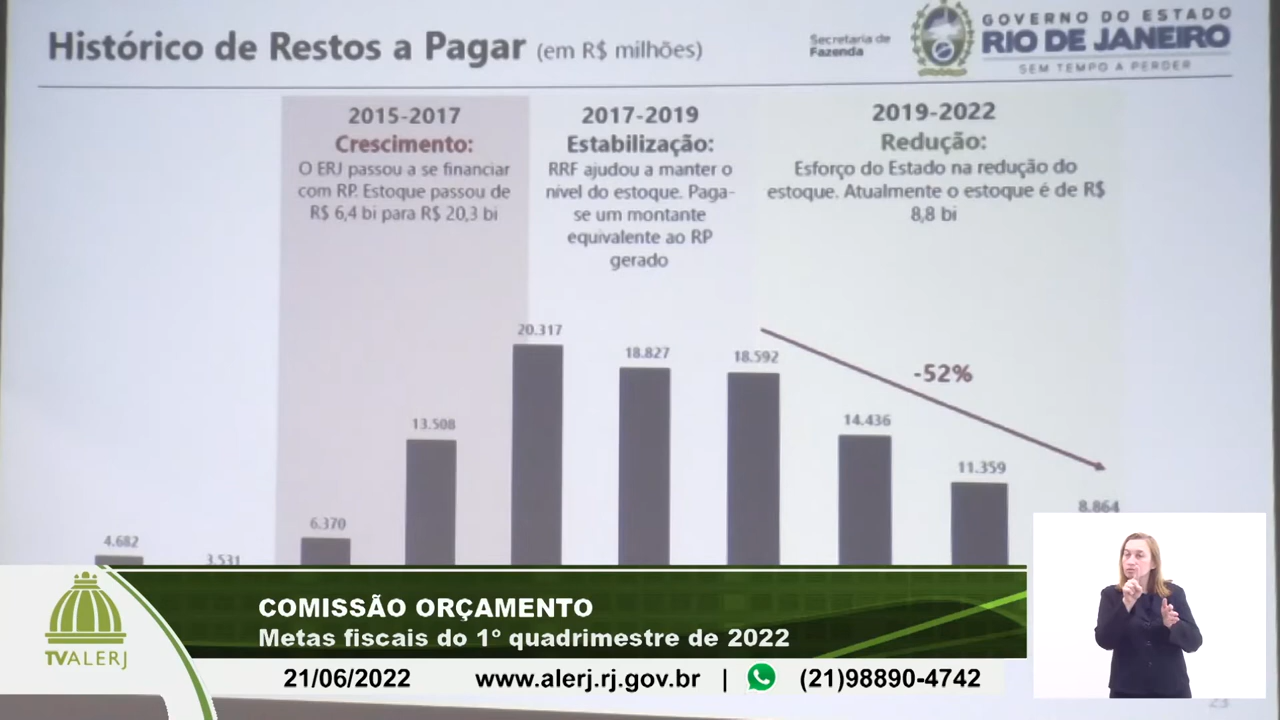 Histórico de Restos a Pagar (em R$ milhões)
Secretaria de
Fazenda
GOVERNO DO ESTADO
RIO DE JANEIRO
SEM TEMPO A PERDER
2015-2017
Crescimento:
O ERJ passou a se financiar
com RP. Estoque passou de
R$ 6,4 bi para R$ 20,3 bi
2017-2019
Estabilização:
RRF ajudou a manter o
nível do estoque. Paga-
se um montante
equivalente ao RP
gerado
2019-2022
Redução:
Esforço do Estado na redução do
estoque. Atualmente o estoque é de R$
8,8 bi
4.682
3.531
6.370
13.508
20.317
18.827
18.592
14.436
11.359
8.864
-52%
COMISSÃO ORÇAMENTO
Metas fiscais do 1º quadrimestre de 2022
TVALERJ
21/06/2022 www.alerj.rj.gov.br | (21)98890-4742
23